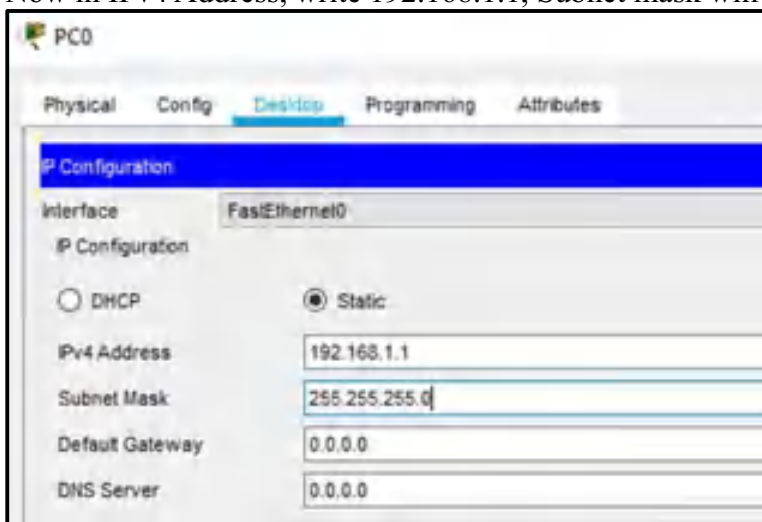 PC0
Physical Config Desktop Programming Attributes
IP Configuration
Interface FastEthernet0
IP Configuration
DHCP Static
IPv4 Address 192.168.1.1
Subnet Mask 255.255.255.0
Default Gateway 0.0.0.0
DNS Server 0.0.0.0